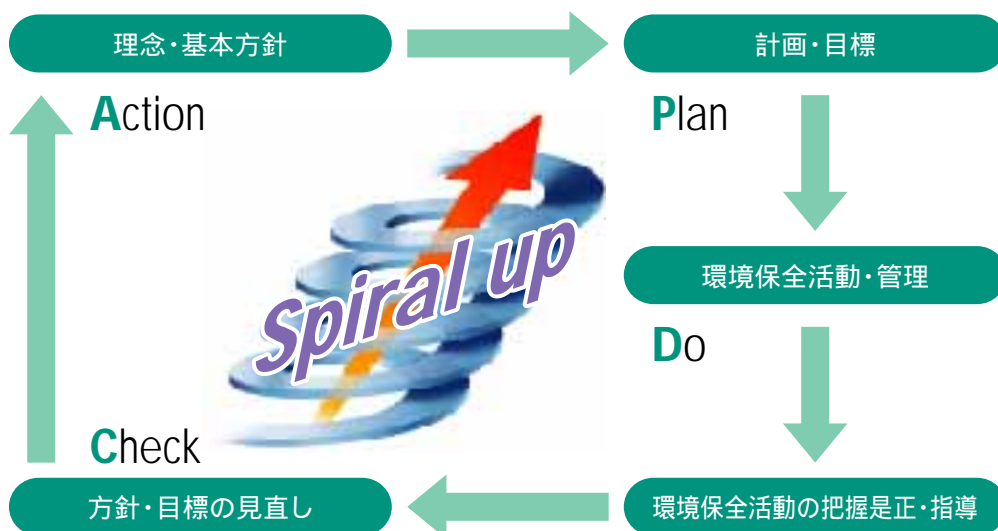 理念・基本方針
計画・目標
Action
Plan
Spiral up
環境保全活動・管理
Do
Check
方針・目標の見直し
環境保全活動の把握是正・指導